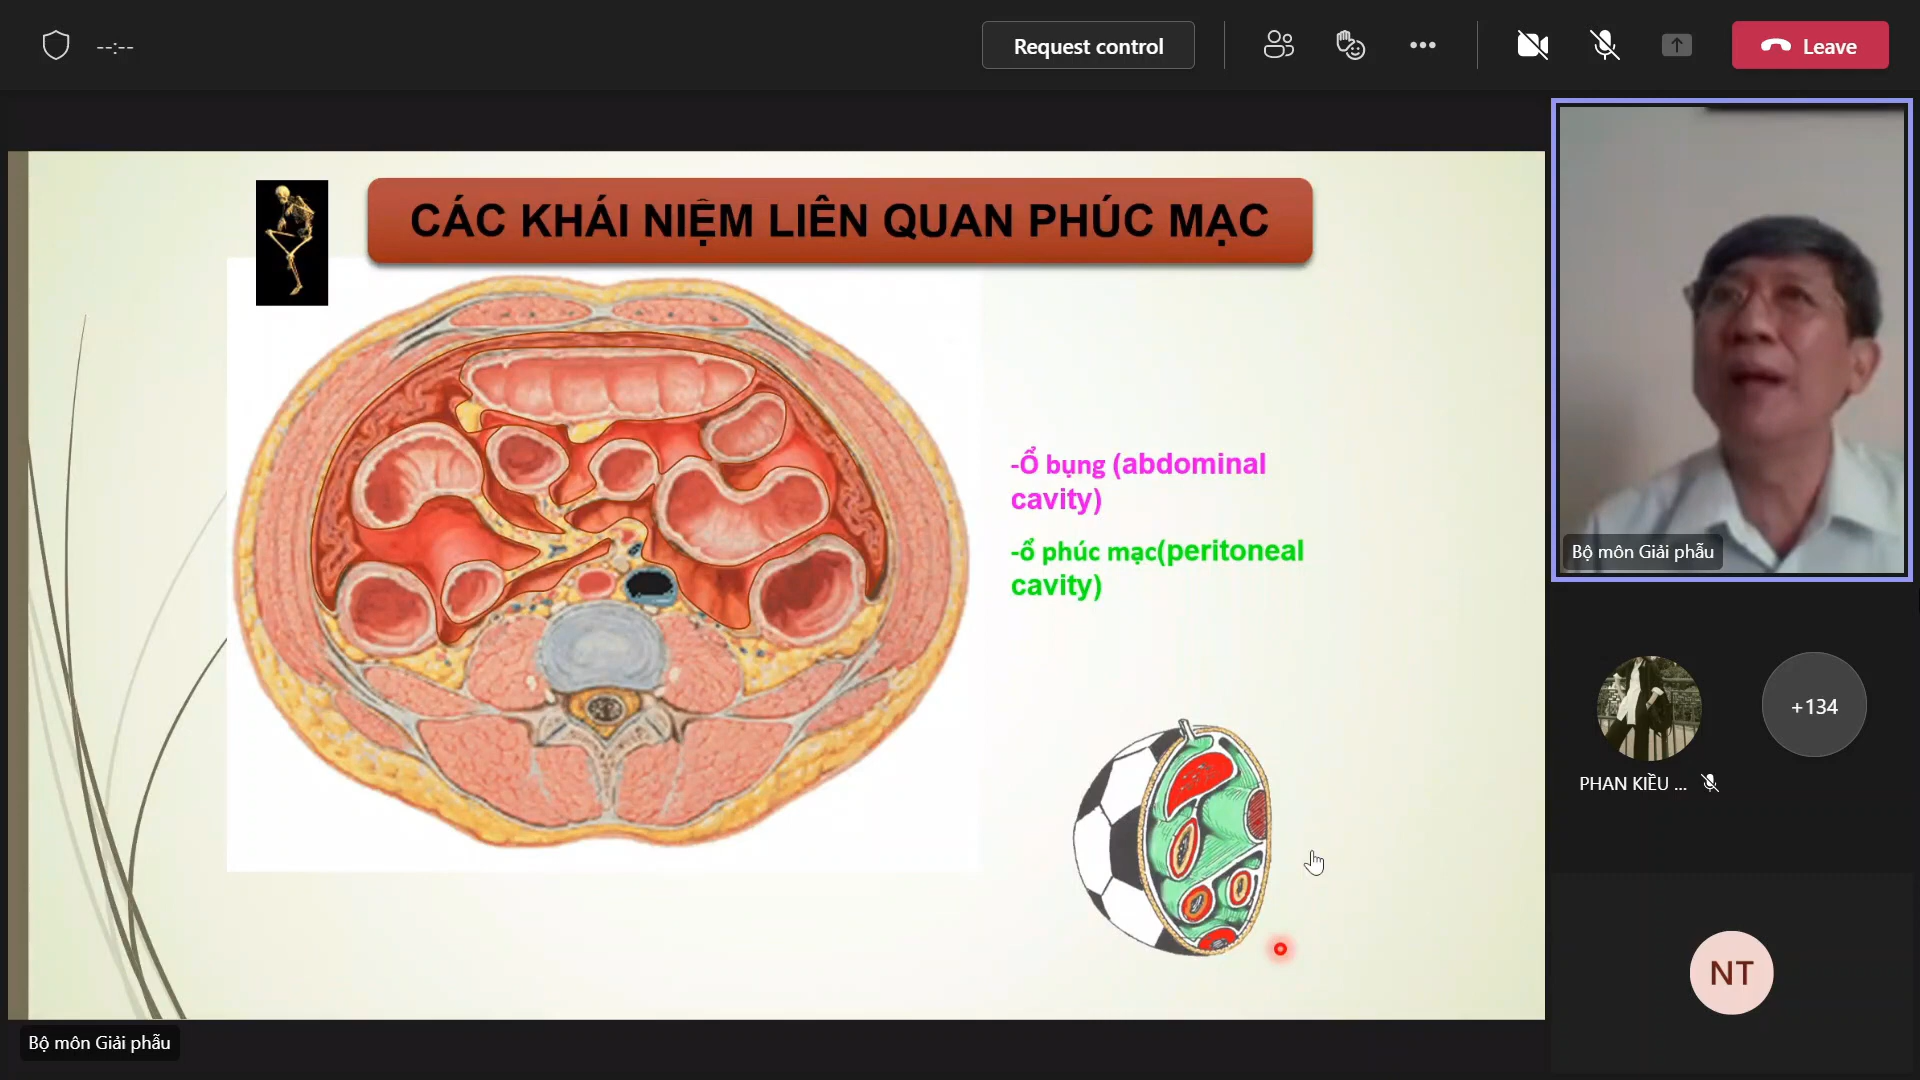 --:--
Request control
Leave
CÁC KHÁI NIỆM LIÊN QUAN PHÚC MẠC
-Ổ bụng (abdominal
cavity)
-ổ phúc mạc(peritoneal
cavity)
Bộ môn Giải phẫu
+134
PHAN KIỀU ...
NT
Bộ môn Giải phẫu